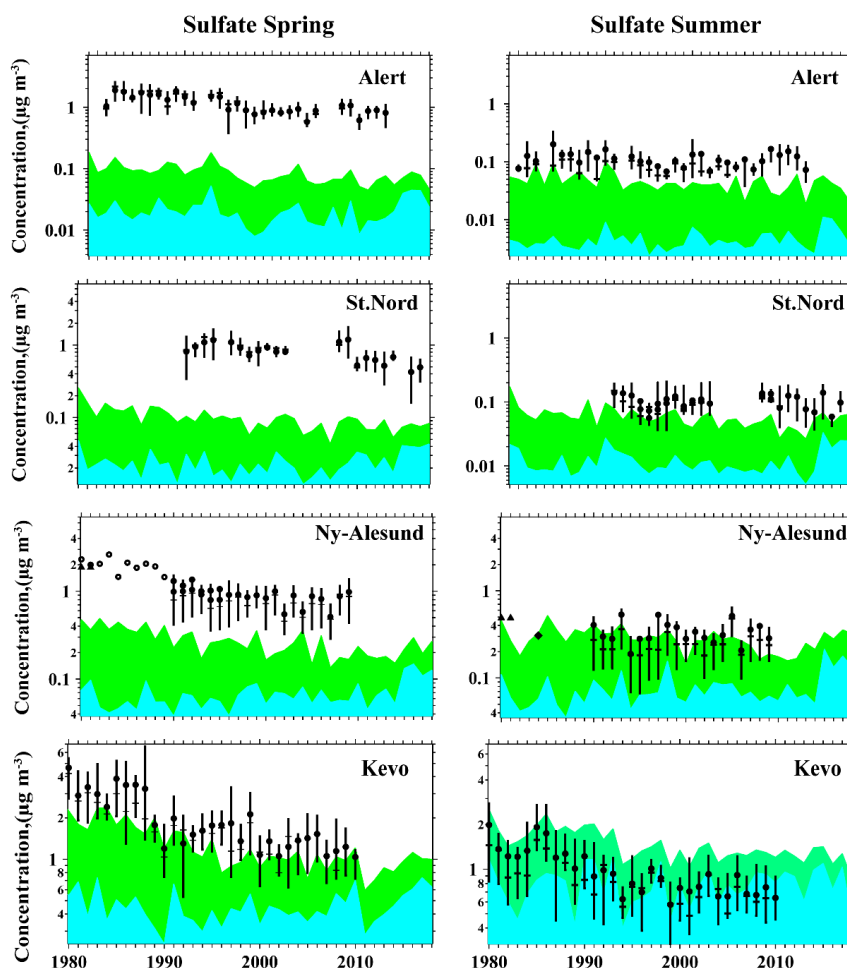 Sulfate Spring
Sulfate Summer
Concentration,(µg m-3)
Alert
1
0.1
0.01
Alert
1
0.1
0.01
Concentration,(µg m-3)
St.Nord
4
2
1
4
2
0.1
4
2
St.Nord
1
0.1
0.01
Concentration,(µg m-3)
Ny-Alesund
4
2
1
4
2
0.1
4
Ny-Alesund
4
2
1
4
2
0.1
4
Concentration,(µg m-3)
Kevo
6
4
2
1
8
6
4
Kevo
6
4
2
1
8
6
4
1980 1990 2000 2010
1980 1990 2000 2010